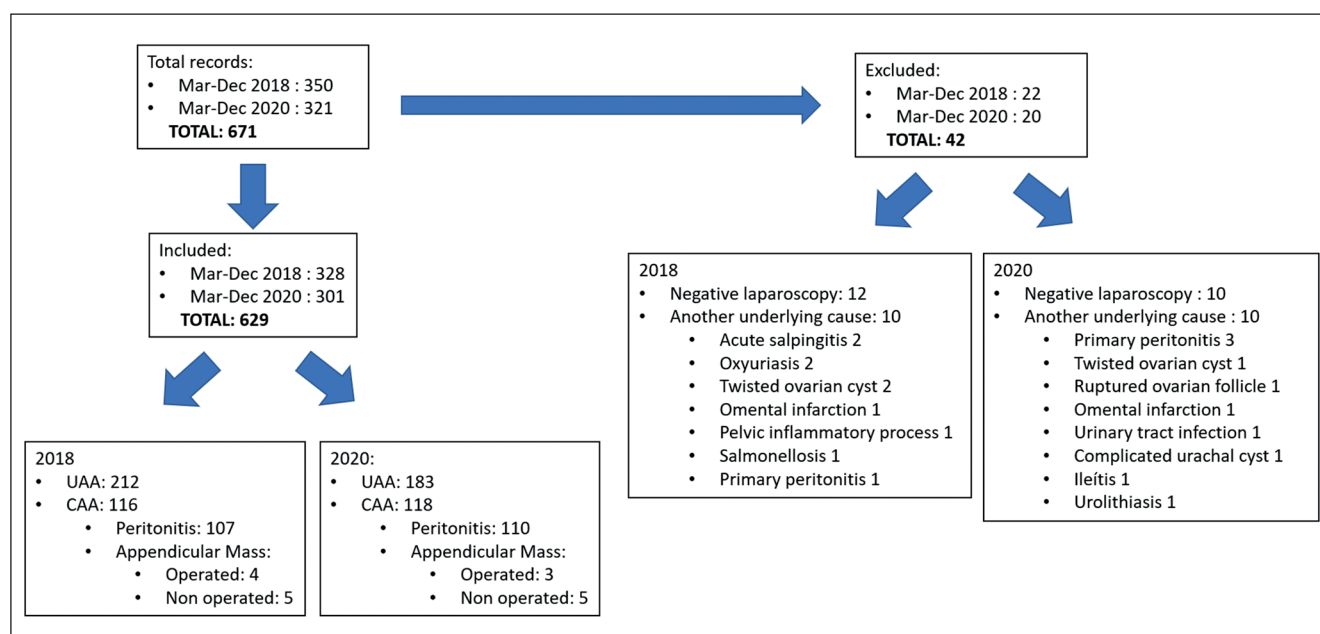 Total records:
• Mar-Dec 2018 : 350
• Mar-Dec 2020 : 321
TOTAL: 671
Excluded:
• Mar-Dec 2018 : 22
• Mar-Dec 2020 : 20
TOTAL: 42
Included:
• Mar-Dec 2018 : 328
• Mar-Dec 2020 : 301
TOTAL: 629
2018
• Negative laparoscopy: 12
• Another underlying cause: 10
• Acute salpingitis 2
• Oxyuriasis 2
• Twisted ovarian cyst 2
• Omental infarction 1
• Pelvic inflammatory process 1
• Salmonellosis 1
• Primary peritonitis 1
2020
• Negative laparoscopy : 10
• Another underlying cause : 10
• Primary peritonitis 3
• Twisted ovarian cyst 1
• Ruptured ovarian follicle 1
• Omental infarction 1
• Urinary tract infection 1
• Complicated urachal cyst 1
• Ileítis 1
• Urolithiasis 1
2018
• UAA: 212
• CAA: 116
• Peritonitis: 107
• Appendicular Mass:
• Operated: 4
• Non operated: 5
2020:
• UAA: 183
• CAA: 118
• Peritonitis: 110
• Appendicular Mass:
• Operated: 3
• Non operated: 5